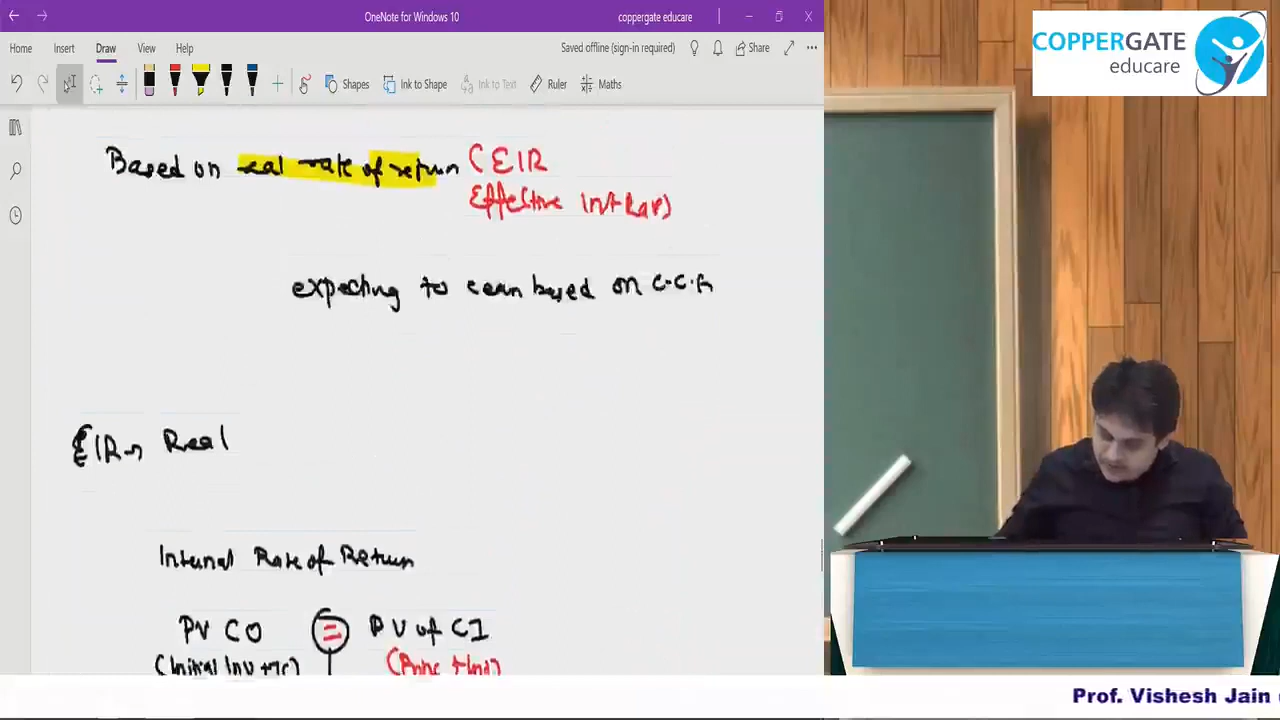 OneNote for Windows 10
coppergate educare
Home Insert Draw View Help
Saved offline (sign-in required)
Share
Shapes
Ink to Shape
Ink to Text
Ruler
Maths
COPPERGATE
educare
Based on real rate of return (EIR
Effective Int Rate)
expecting to earn based on C.C.R
EIR Real
Internal Rate of Return
PV CO = PV of CI
(Initial Inv + TC)
Prof. Vishesh Jain